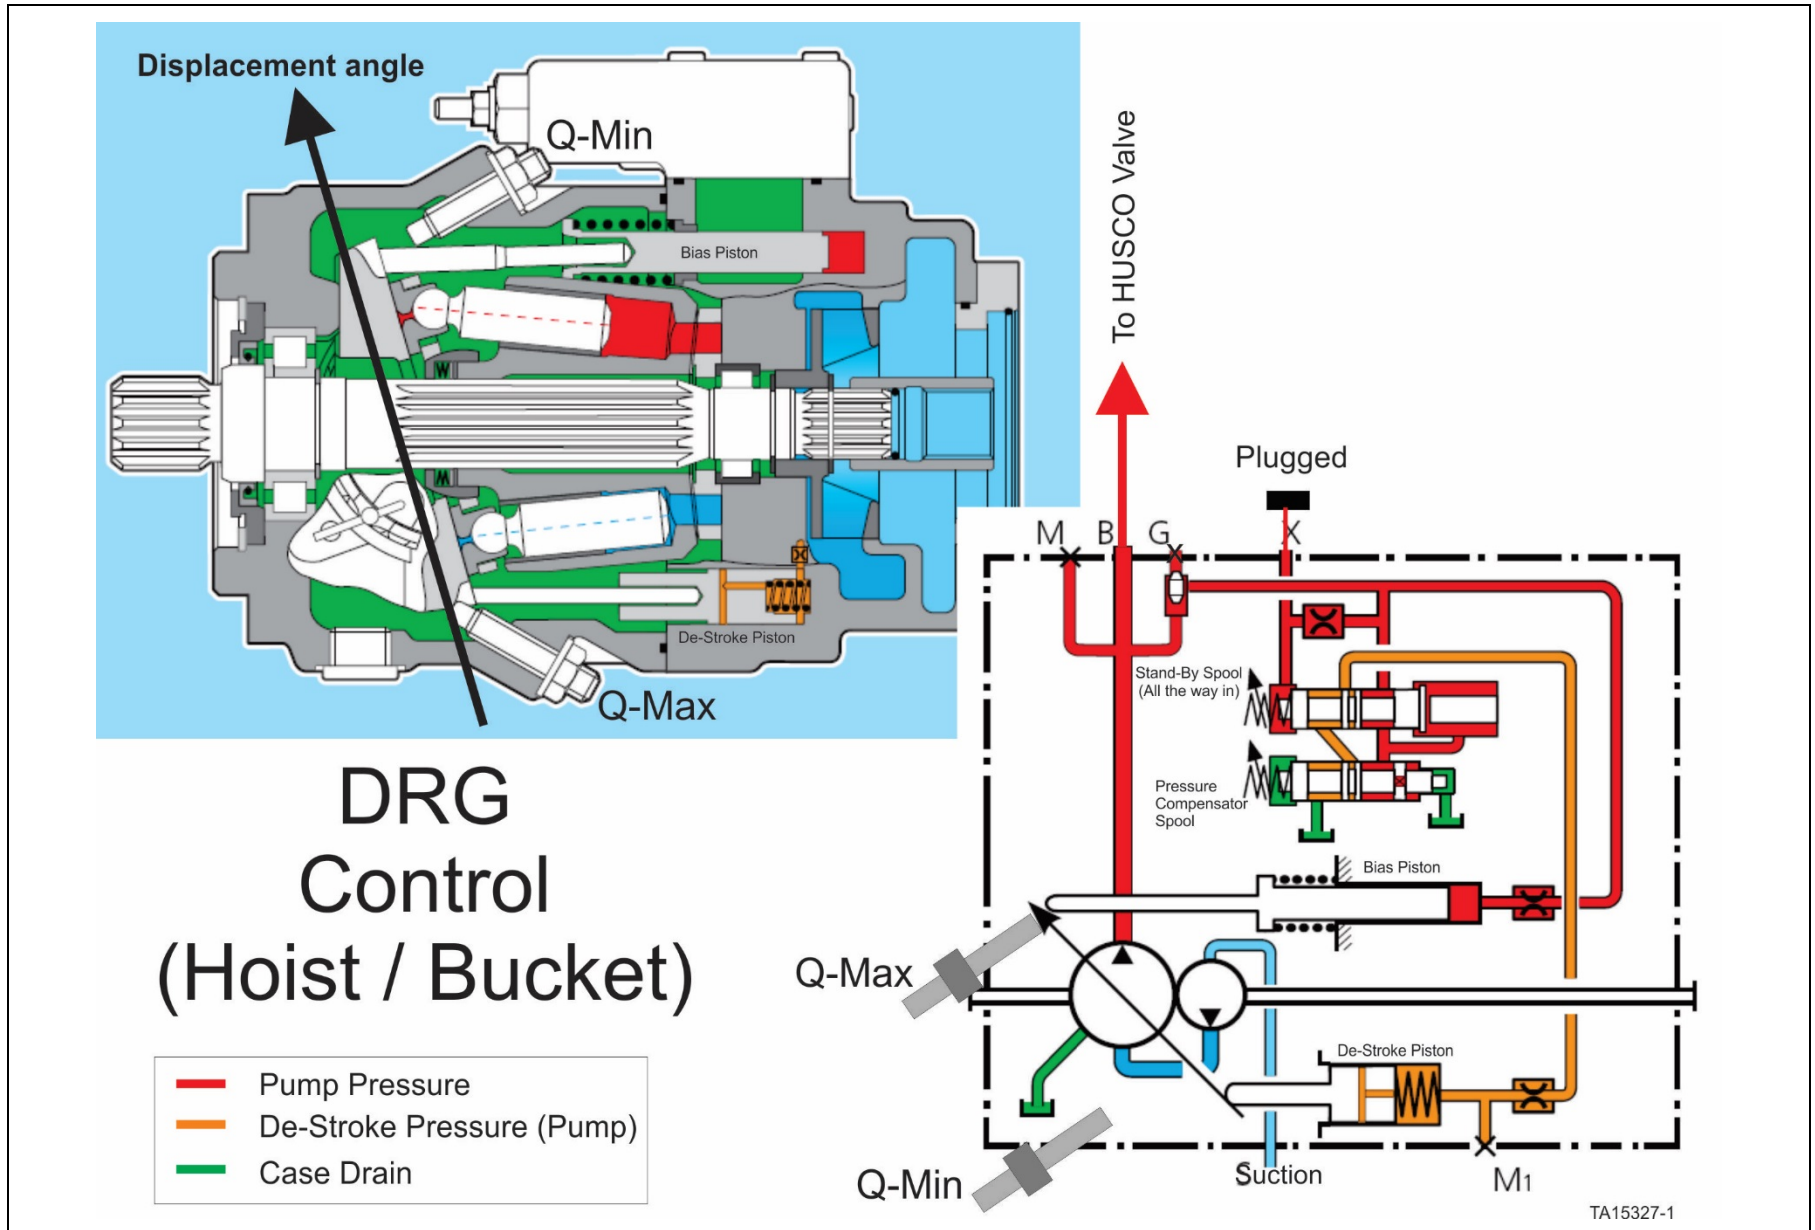 Displacement angle
Q-Min
Bias Piston
De-Stroke Piston
Q-Max
DRG
Control
(Hoist / Bucket)
Pump Pressure
De-Stroke Pressure (Pump)
Case Drain
To HUSCO Valve
Plugged
M
B
G
X
Stand-By Spool
(All the way in)
Pressure
Compensator
Spool
Bias Piston
Q-Max
De-Stroke Piston
Q-Min
S
Suction
M1
TA15327-1